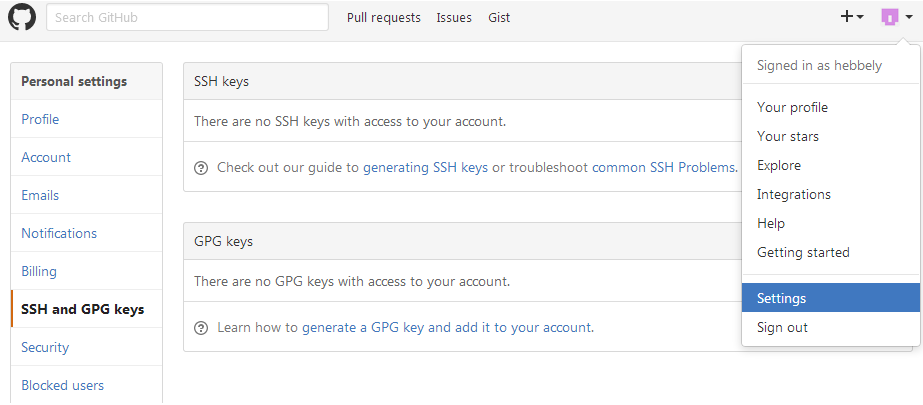 Search GitHub
Pull requests
Issues
Gist
Signed in as hebbely
Your profile
Your stars
Explore
Integrations
Help
Getting started
Settings
Sign out
Personal settings
Profile
Account
Emails
Notifications
Billing
SSH and GPG keys
Security
Blocked users
SSH keys
There are no SSH keys with access to your account.
Check out our guide to generating SSH keys or troubleshoot common SSH Problems.
GPG keys
There are no GPG keys with access to your account.
Learn how to generate a GPG key and add it to your account.